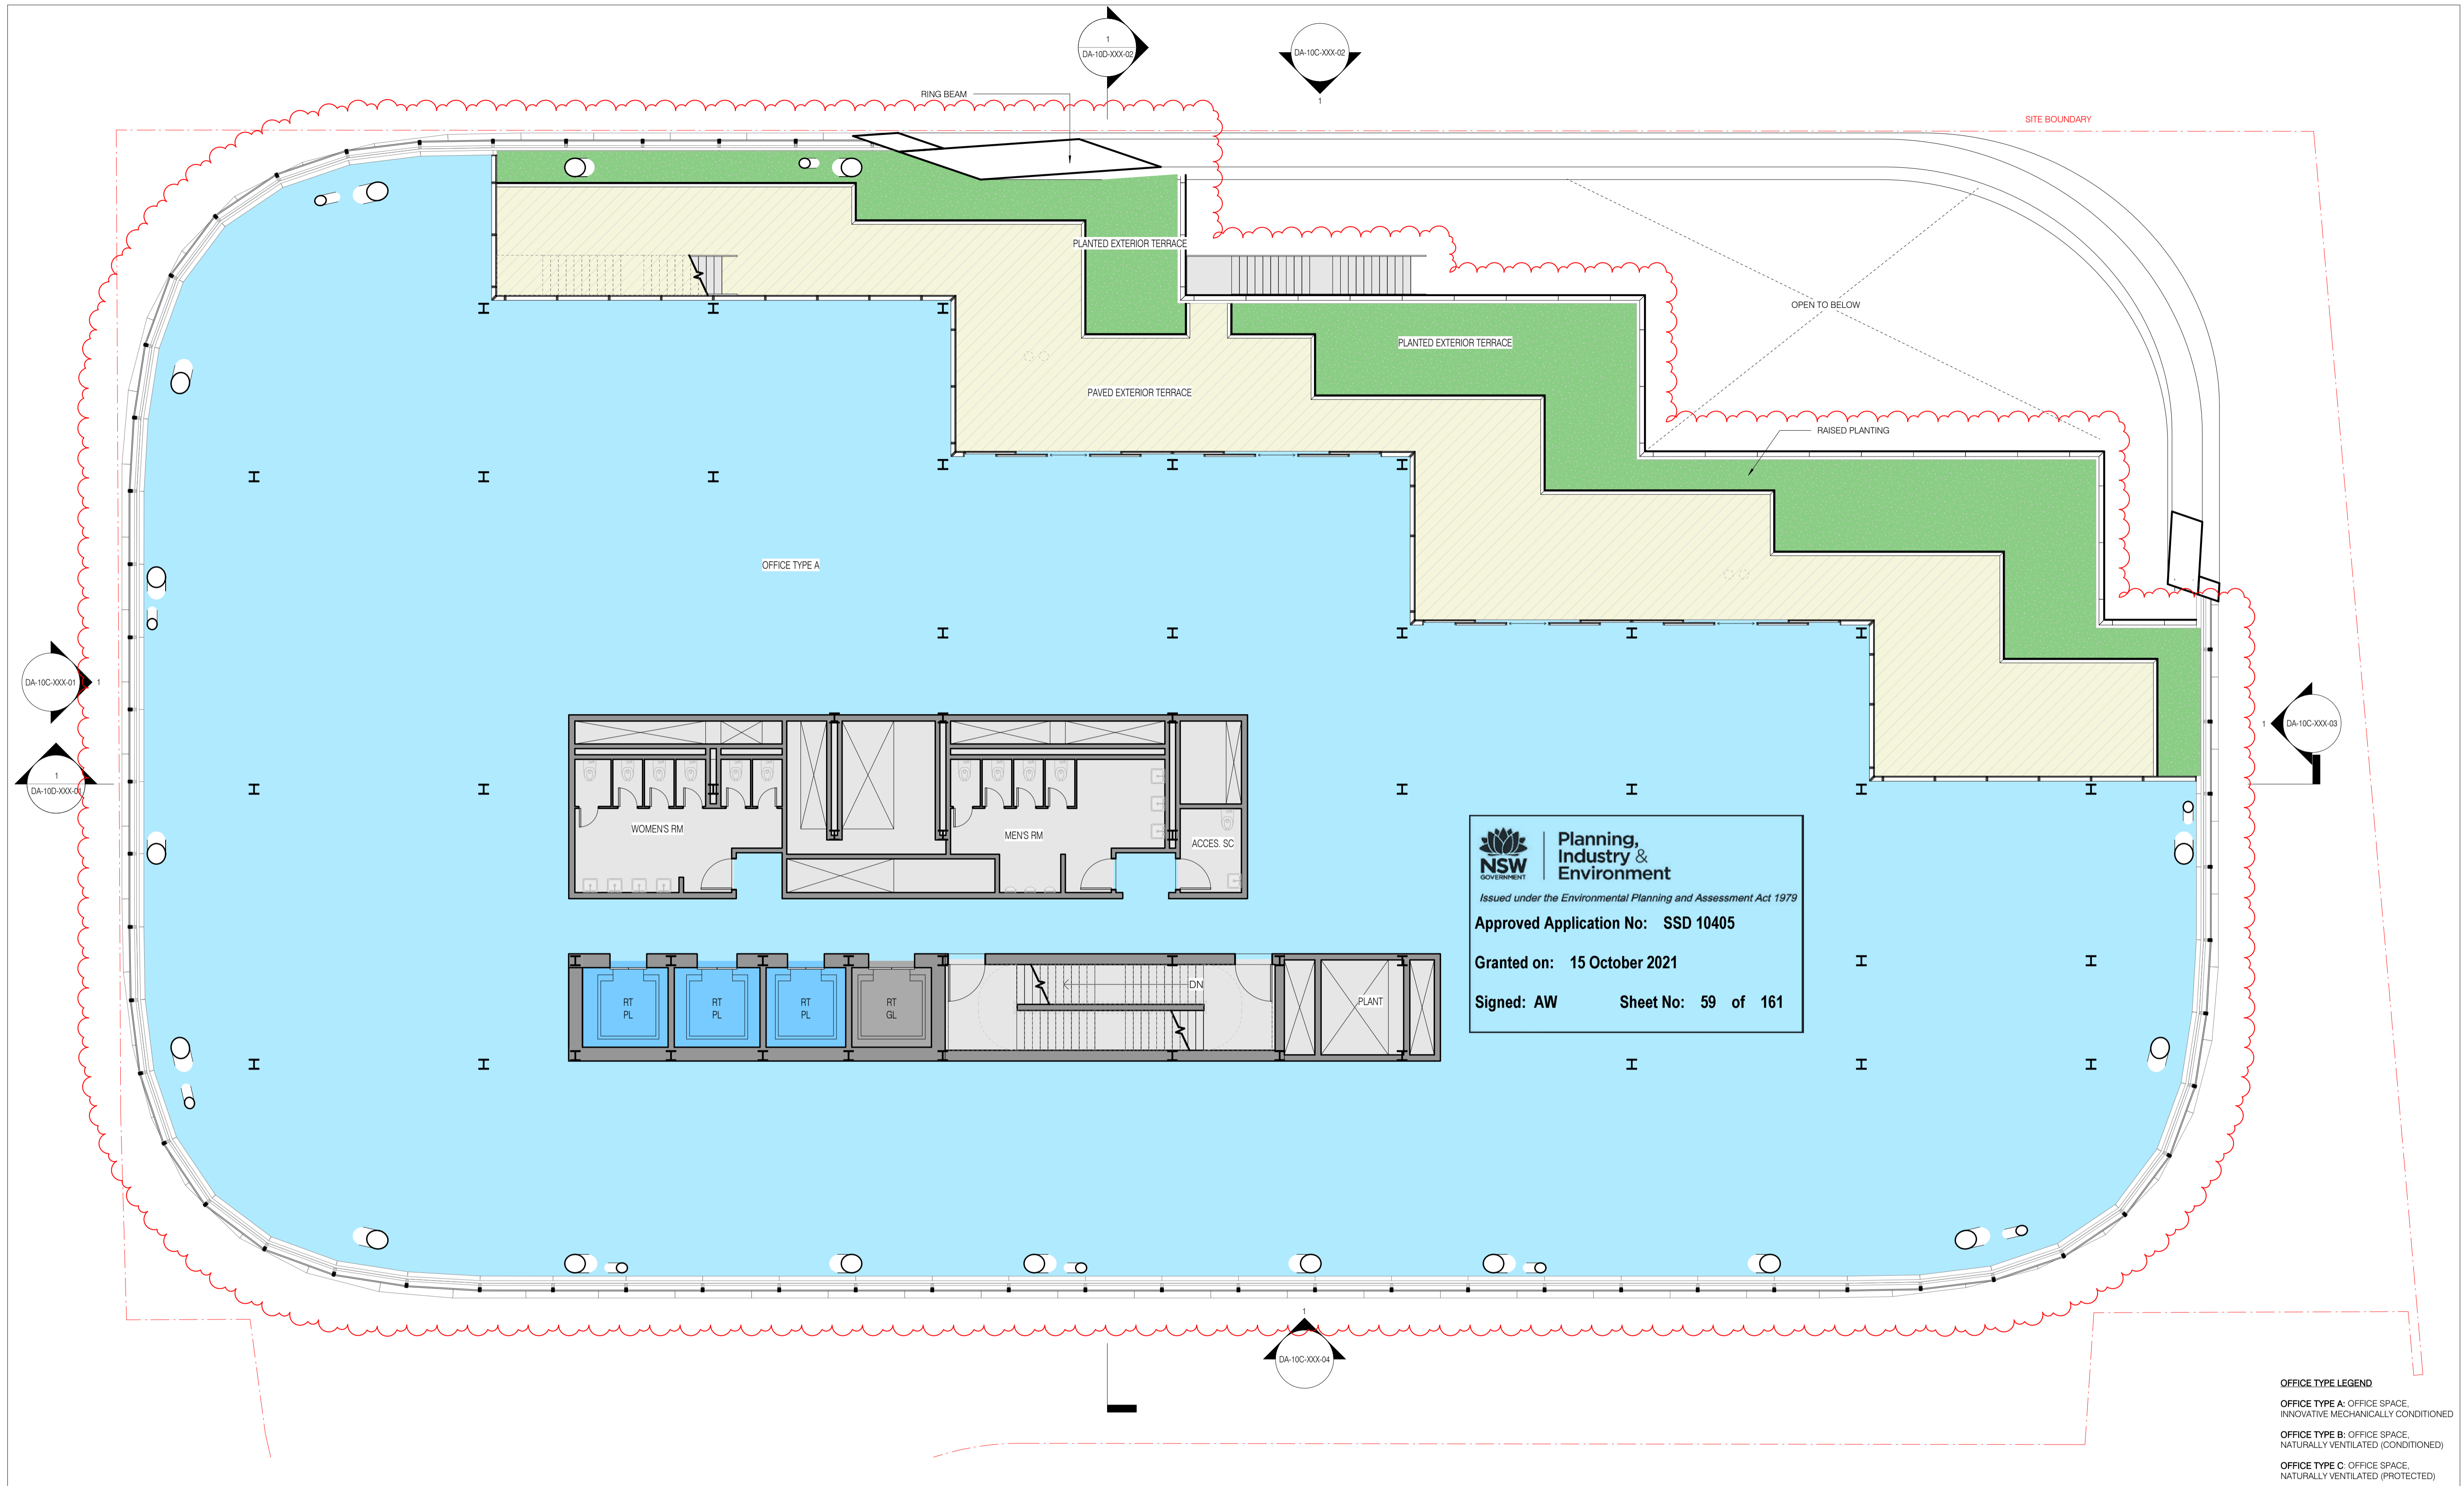 1
DA-10D-XXX-02
DA-10C-XXX-02
1
RING BEAM
SITE BOUNDARY
PLANTED EXTERIOR TERRACE
OPEN TO BELOW
PLANTED EXTERIOR TERRACE
PAVED EXTERIOR TERRACE
RAISED PLANTING
OFFICE TYPE A
DA-10C-XXX-01
1
1
DA-10D-XXX-01
1
DA-10C-XXX-03
WOMEN'S RM
MEN'S RM
ACCES. SC
NSW
GOVERNMENT
Planning,
Industry &
Environment
Issued under the Environmental Planning and Assessment Act 1979
Approved Application No: SSD 10405
Granted on: 15 October 2021
Signed: AW Sheet No: 59 of 161
RT
PL
RT
PL
RT
PL
RT
GL
DN
PLANT
1
DA-10C-XXX-04
OFFICE TYPE LEGEND
OFFICE TYPE A: OFFICE SPACE,
INNOVATIVE MECHANICALLY CONDITIONED
OFFICE TYPE B: OFFICE SPACE,
NATURALLY VENTILATED (CONDITIONED)
OFFICE TYPE C: OFFICE SPACE,
NATURALLY VENTILATED (PROTECTED)